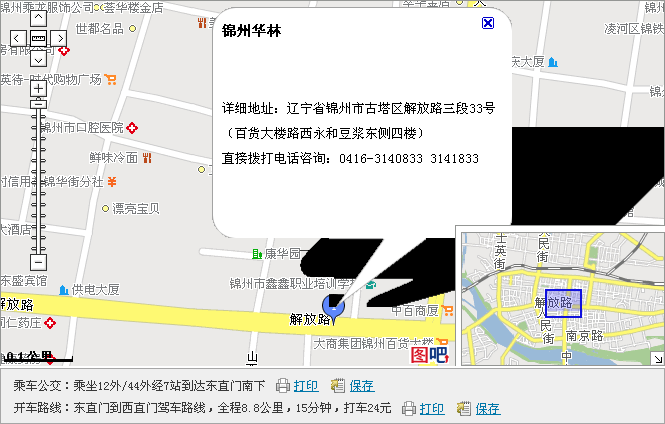 锦州乘龙服饰公司
荟华楼金店
世都名品
凌河区锦铁
锦州华林
庆大厦
英待一时代购物广场
详细地址：辽宁省锦州市古塔区解放路三段33号
（百货大楼路西永和豆浆东侧四楼）
直接拨打电话咨询：0416-3140833 3141833
锦州市口腔医院
鲜味冷面
时信用社锦华街分社
漂亮宝贝
大酒店
康华园
东盛宾馆
锦州市鑫鑫职业培训学校
供电大厦
解放路
中百商厦
同仁药庄
解放路
大商集团锦州百货大楼
图吧
0.1公里
山
士英街
人民街
解放路
人民街
南京路
中
乘车公交：乘坐12外/44外经7站到达东直门南下 打印 保存
开车路线：东直门到西直门驾车路线，全程8.8公里，15分钟，打车24元 打印 保存